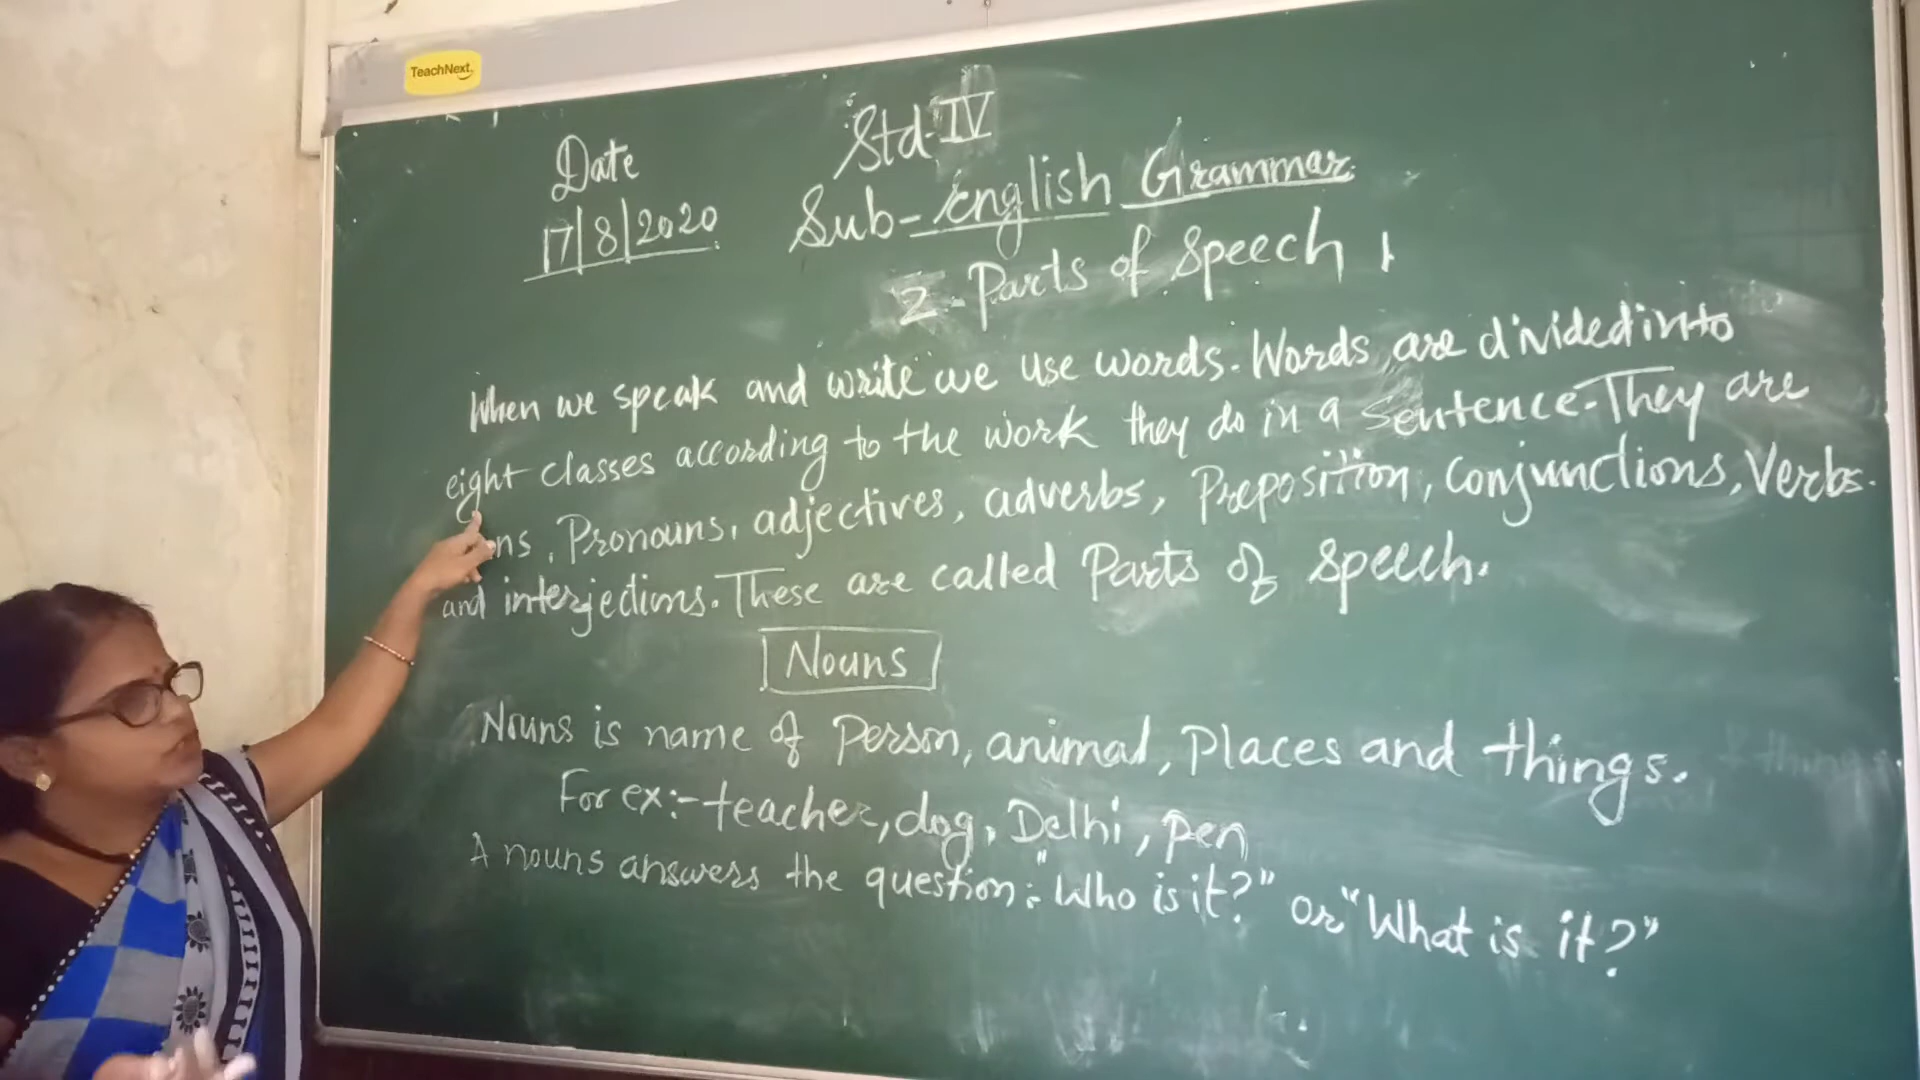 TeachNext
Date
17/8/2020
Std-IV
Sub-English Grammar
2-Parts of Speech
When we speak and write we use words. Words are divided into
eight classes according to the work they do in a sentence. They are
ns, Pronouns, adjectives, adverbs, Preposition, Conjunctions, Verbs.
and interjections. These are called Parts of Speech.
Nouns
Nouns is name of Person, animal, Places and things.
For ex:- teacher, dog, Delhi, pen
A nouns answers the question:- "Who is it?" or "What is it?"